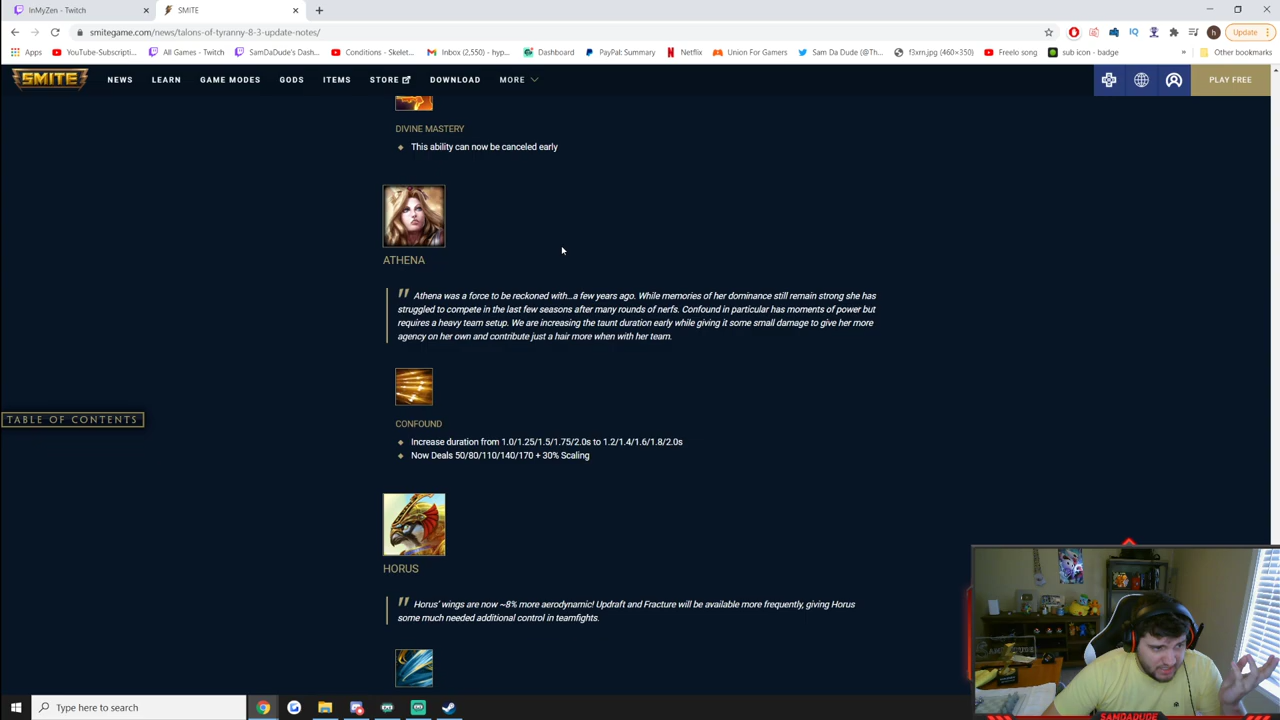 InMyZen - Twitch
SMITE
smitegame.com/news/talons-of-tyranny-8-3-update-notes/
Update
Apps
YouTube-Subscripti...
All Games - Twitch
SamDaDude's Dash...
Conditions - Skelet...
Inbox (2,550) - hyp...
Dashboard
PayPal: Summary
Netflix
Union For Gamers
Sam Da Dude (@Th...
f3xrn.jpg (460×350)
Freelo song
sub icon - badge
»
Other bookmarks
SMITE
NEWS
LEARN
GAME MODES
GODS
ITEMS
STORE
DOWNLOAD
MORE
PLAY FREE
DIVINE MASTERY
This ability can now be canceled early
ATHENA
" Athena was a force to be reckoned with...a few years ago. While memories of her dominance still remain strong she has
struggled to compete in the last few seasons after many rounds of nerfs. Confound in particular has moments of power but
requires a heavy team setup. We are increasing the taunt duration early while giving it some small damage to give her more
agency on her own and contribute just a hair more when with her team.
TABLE OF CONTENTS
CONFOUND
Increase duration from 1.0/1.25/1.5/1.75/2.0s to 1.2/1.4/1.6/1.8/2.0s
Now Deals 50/80/110/140/170 + 30% Scaling
HORUS
" Horus' wings are now ~8% more aerodynamic! Updraft and Fracture will be available more frequently, giving Horus
some much needed additional control in teamfights.
Type here to search
SAMDADUDE